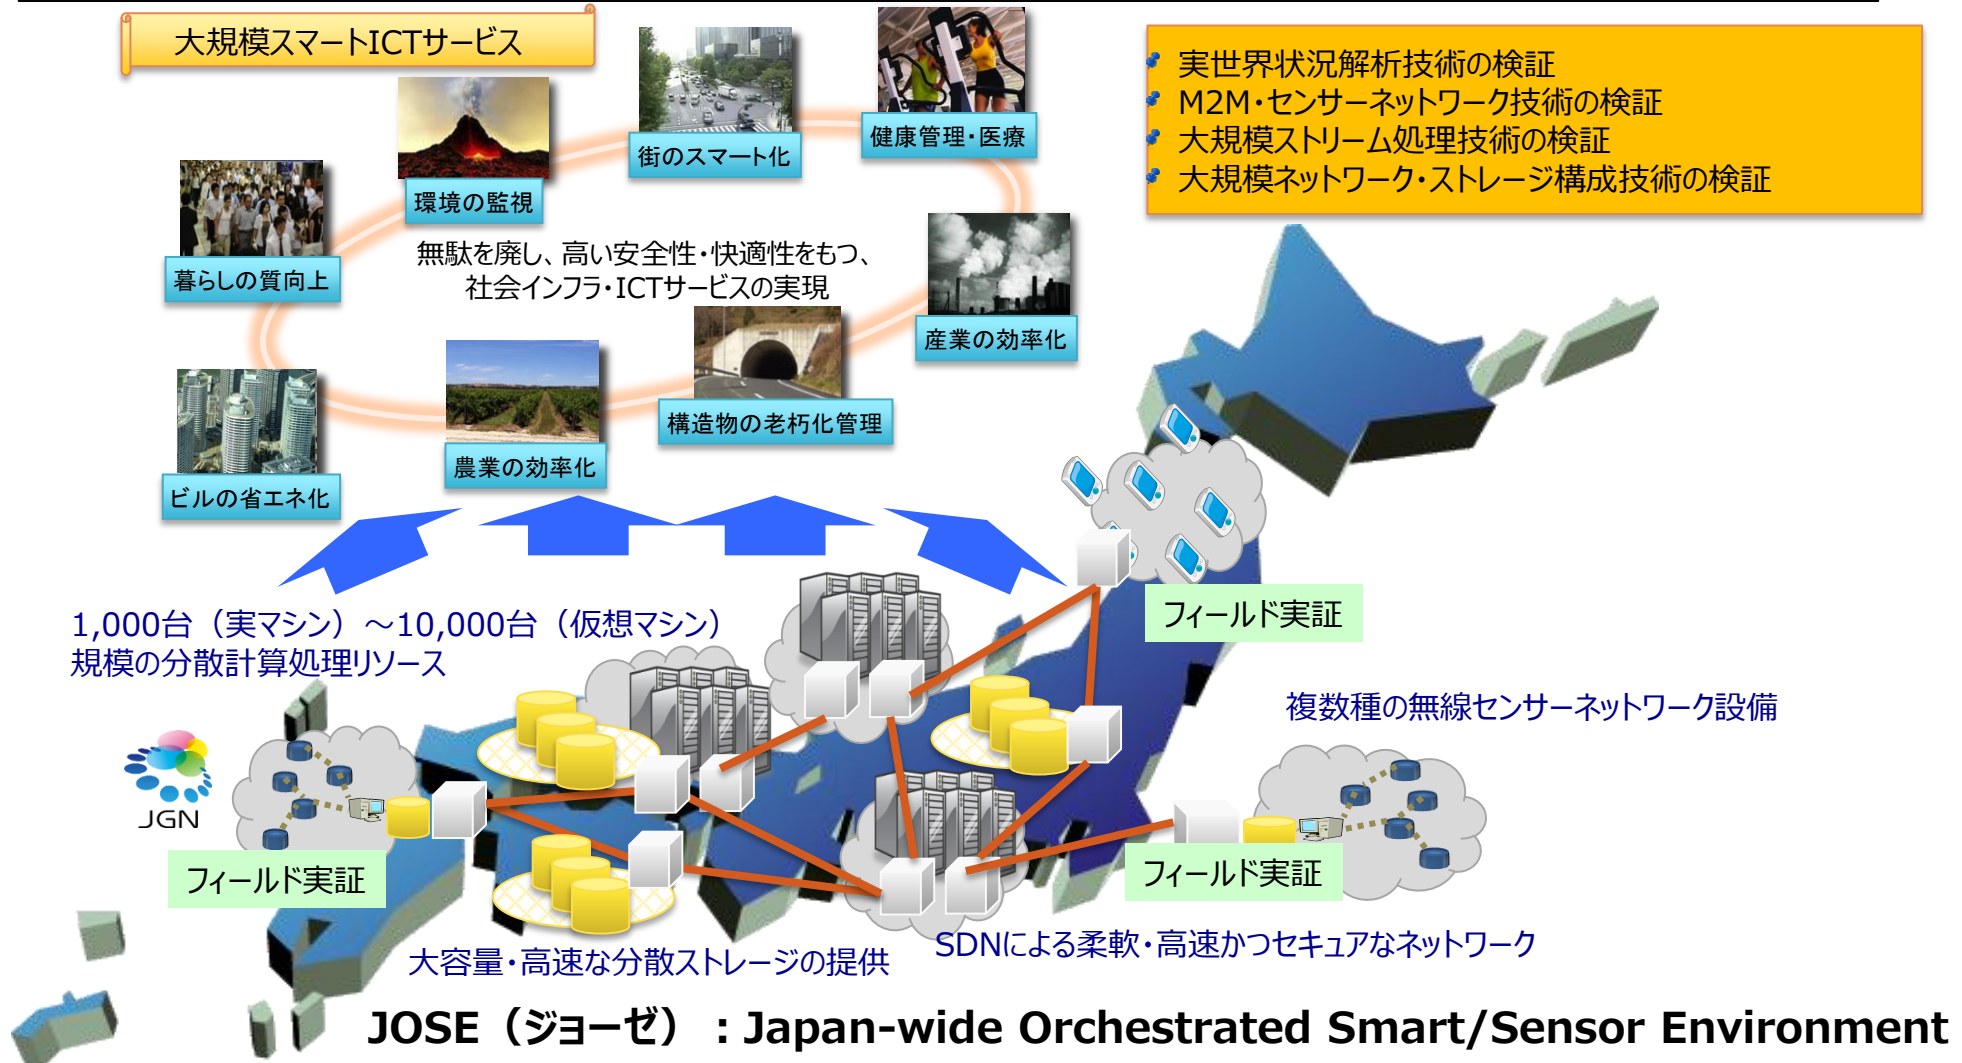 大規模スマートICTサービス
実世界状況解析技術の検証
M2M・センサーネットワーク技術の検証
大規模ストリーム処理技術の検証
大規模ネットワーク・ストレージ構成技術の検証
健康管理・医療
街のスマート化
環境の監視
暮らしの質向上
無駄を廃し、高い安全性・快適性をもつ、
社会インフラ・ICTサービスの実現
産業の効率化
構造物の老朽化管理
農業の効率化
ビルの省エネ化
1,000台（実マシン）～10,000台（仮想マシン）
規模の分散計算処理リソース
フィールド実証
複数種の無線センサーネットワーク設備
JGN
フィールド実証
フィールド実証
大容量・高速な分散ストレージの提供
SDNによる柔軟・高速かつセキュアなネットワーク
JOSE（ジョーゼ）：Japan-wide Orchestrated Smart/Sensor Environment